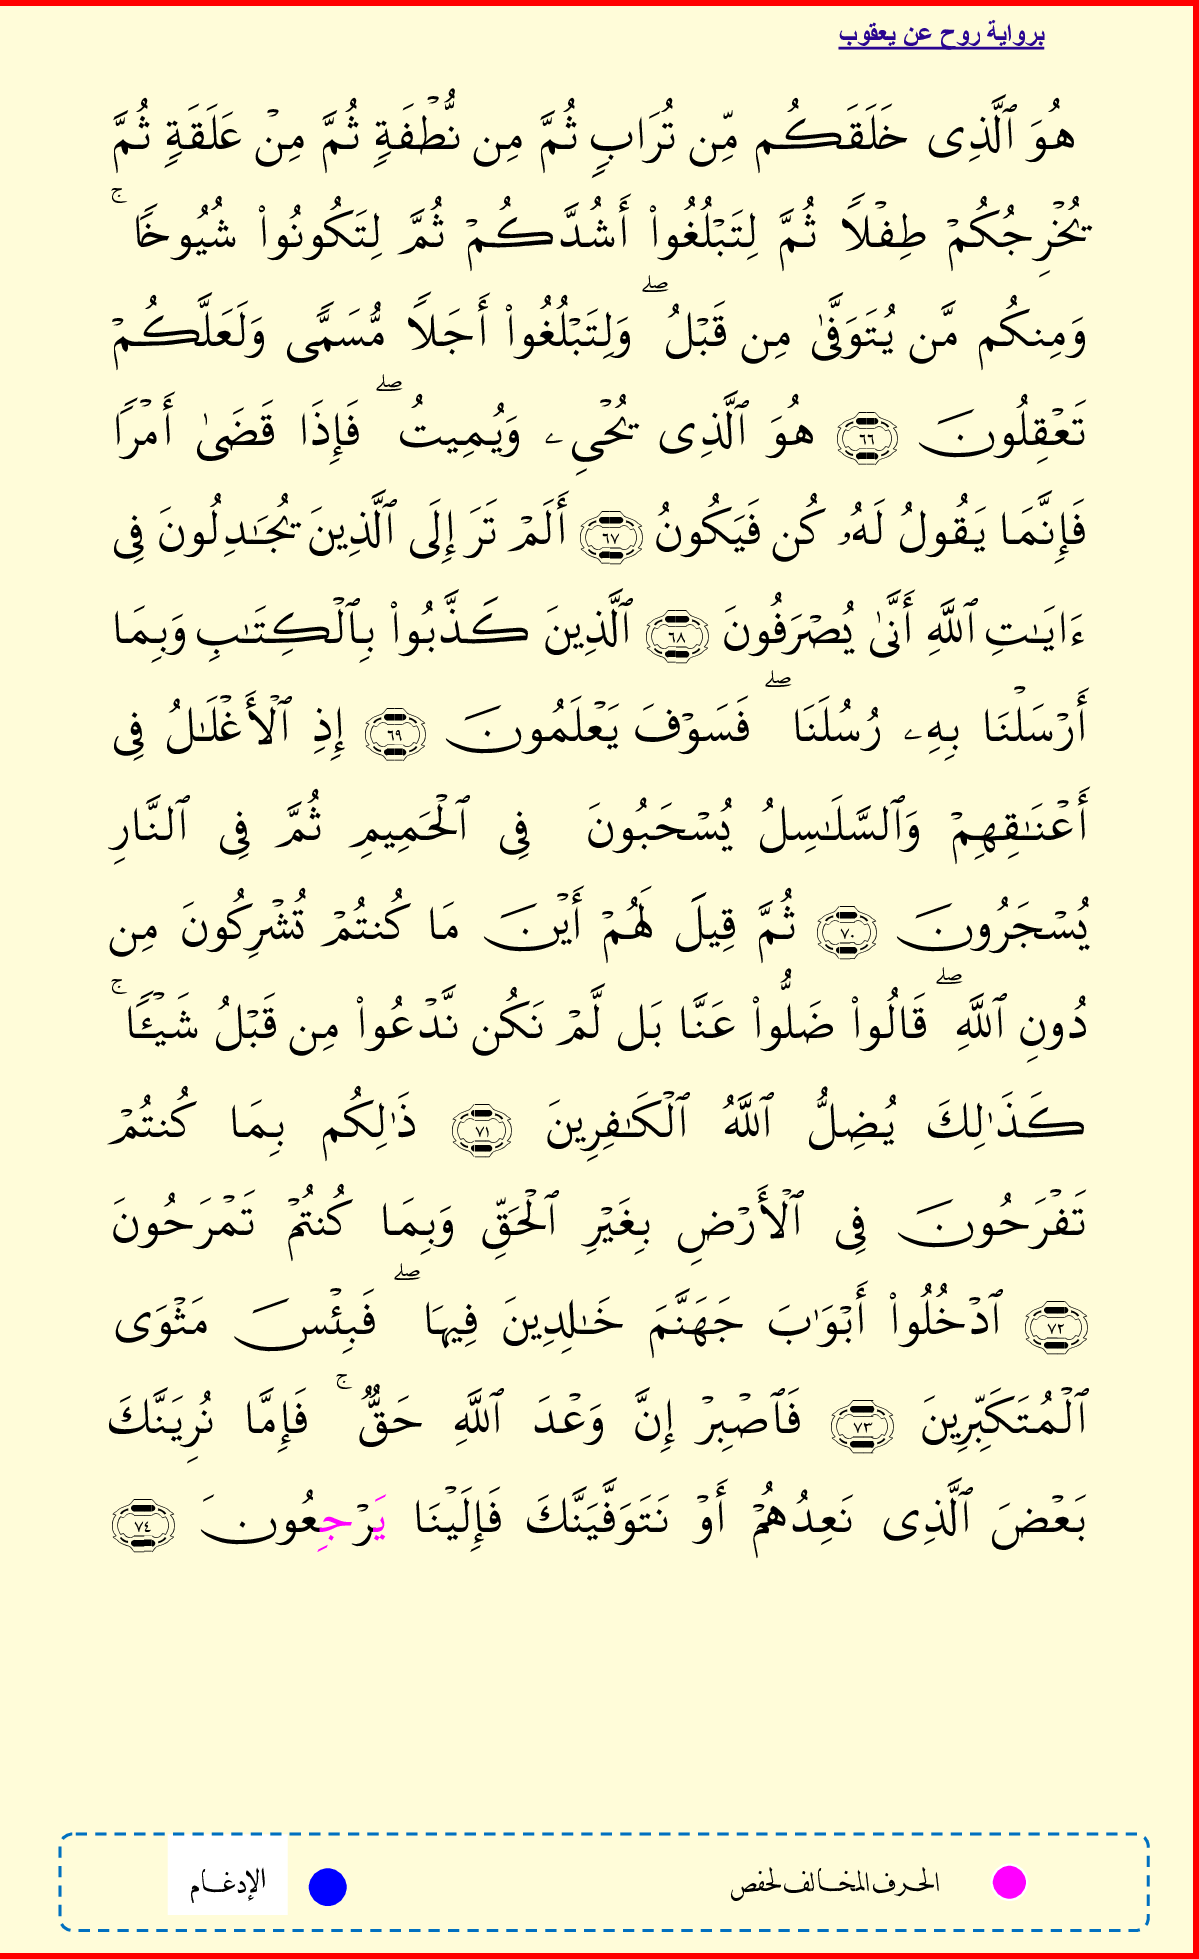 برواية روح عن يعقوب
هُوَ ٱلَّذِى خَلَقَكُم مِّن تُرَابٍ ثُمَّ مِن نُّطْفَةٍ ثُمَّ مِنْ عَلَقَةٍ ثُمَّ
يُخْرِجُكُمْ طِفْلًا ثُمَّ لِتَبْلُغُوا۟ أَشُدَّكُمْ ثُمَّ لِتَكُونُوا۟ شُيُوخًا ۚ
وَمِنكُم مَّن يُتَوَفَّىٰ مِن قَبْلُ ۖ وَلِتَبْلُغُوا۟ أَجَلًا مُّسَمًّى وَلَعَلَّكُمْ
تَعْقِلُونَ ٦٦ هُوَ ٱلَّذِى يُحْىِۦ وَيُمِيتُ ۖ فَإِذَا قَضَىٰ أَمْرًا
فَإِنَّمَا يَقُولُ لَهُۥ كُن فَيَكُونُ ٦٧ أَلَمْ تَرَ إِلَى ٱلَّذِينَ يُجَـٰدِلُونَ فِى
ءَايَـٰتِ ٱللَّهِ أَنَّىٰ يُصْرَفُونَ ٦٨ ٱلَّذِينَ كَذَّبُوا۟ بِٱلْكِتَـٰبِ وَبِمَا
أَرْسَلْنَا بِهِۦ رُسُلَنَا ۖ فَسَوْفَ يَعْلَمُونَ ٦٩ إِذِ ٱلْأَغْلَـٰلُ فِى
أَعْنَـٰقِهِمْ وَٱلسَّلَـٰسِلُ يُسْحَبُونَ فِى ٱلْحَمِيمِ ثُمَّ فِى ٱلنَّارِ
يُسْجَرُونَ ٧٠ ثُمَّ قِيلَ لَهُمْ أَيْنَ مَا كُنتُمْ تُشْرِكُونَ مِن
دُونِ ٱللَّهِ ۖ قَالُوا۟ ضَلُّوا۟ عَنَّا بَل لَّمْ نَكُن نَّدْعُوا۟ مِن قَبْلُ شَيْـًٔا ۚ
كَذَٰلِكَ يُضِلُّ ٱللَّهُ ٱلْكَـٰفِرِينَ ٧١ ذَٰلِكُم بِمَا كُنتُمْ
تَفْرَحُونَ فِى ٱلْأَرْضِ بِغَيْرِ ٱلْحَقِّ وَبِمَا كُنتُمْ تَمْرَحُونَ
٧٢ ٱدْخُلُوا۟ أَبْوَٰبَ جَهَنَّمَ خَـٰلِدِينَ فِيهَا ۖ فَبِئْسَ مَثْوَى
ٱلْمُتَكَبِّرِينَ ٧٣ فَٱصْبِرْ إِنَّ وَعْدَ ٱللَّهِ حَقٌّ ۚ فَإِمَّا نُرِيَنَّكَ
بَعْضَ ٱلَّذِى نَعِدُهُمْ أَوْ نَتَوَفَّيَنَّكَ فَإِلَيْنَا يَرْجِعُونَ ٧٤
الحرف المخالف لحفص
الإدغام